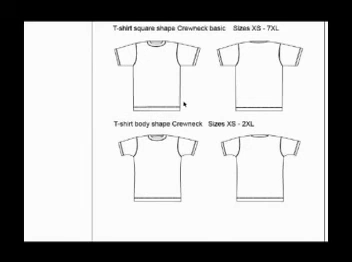 T-shirt square shape Crewneck basic Sizes XS - 7XL
T-shirt body shape Crewneck Sizes XS - 2XL